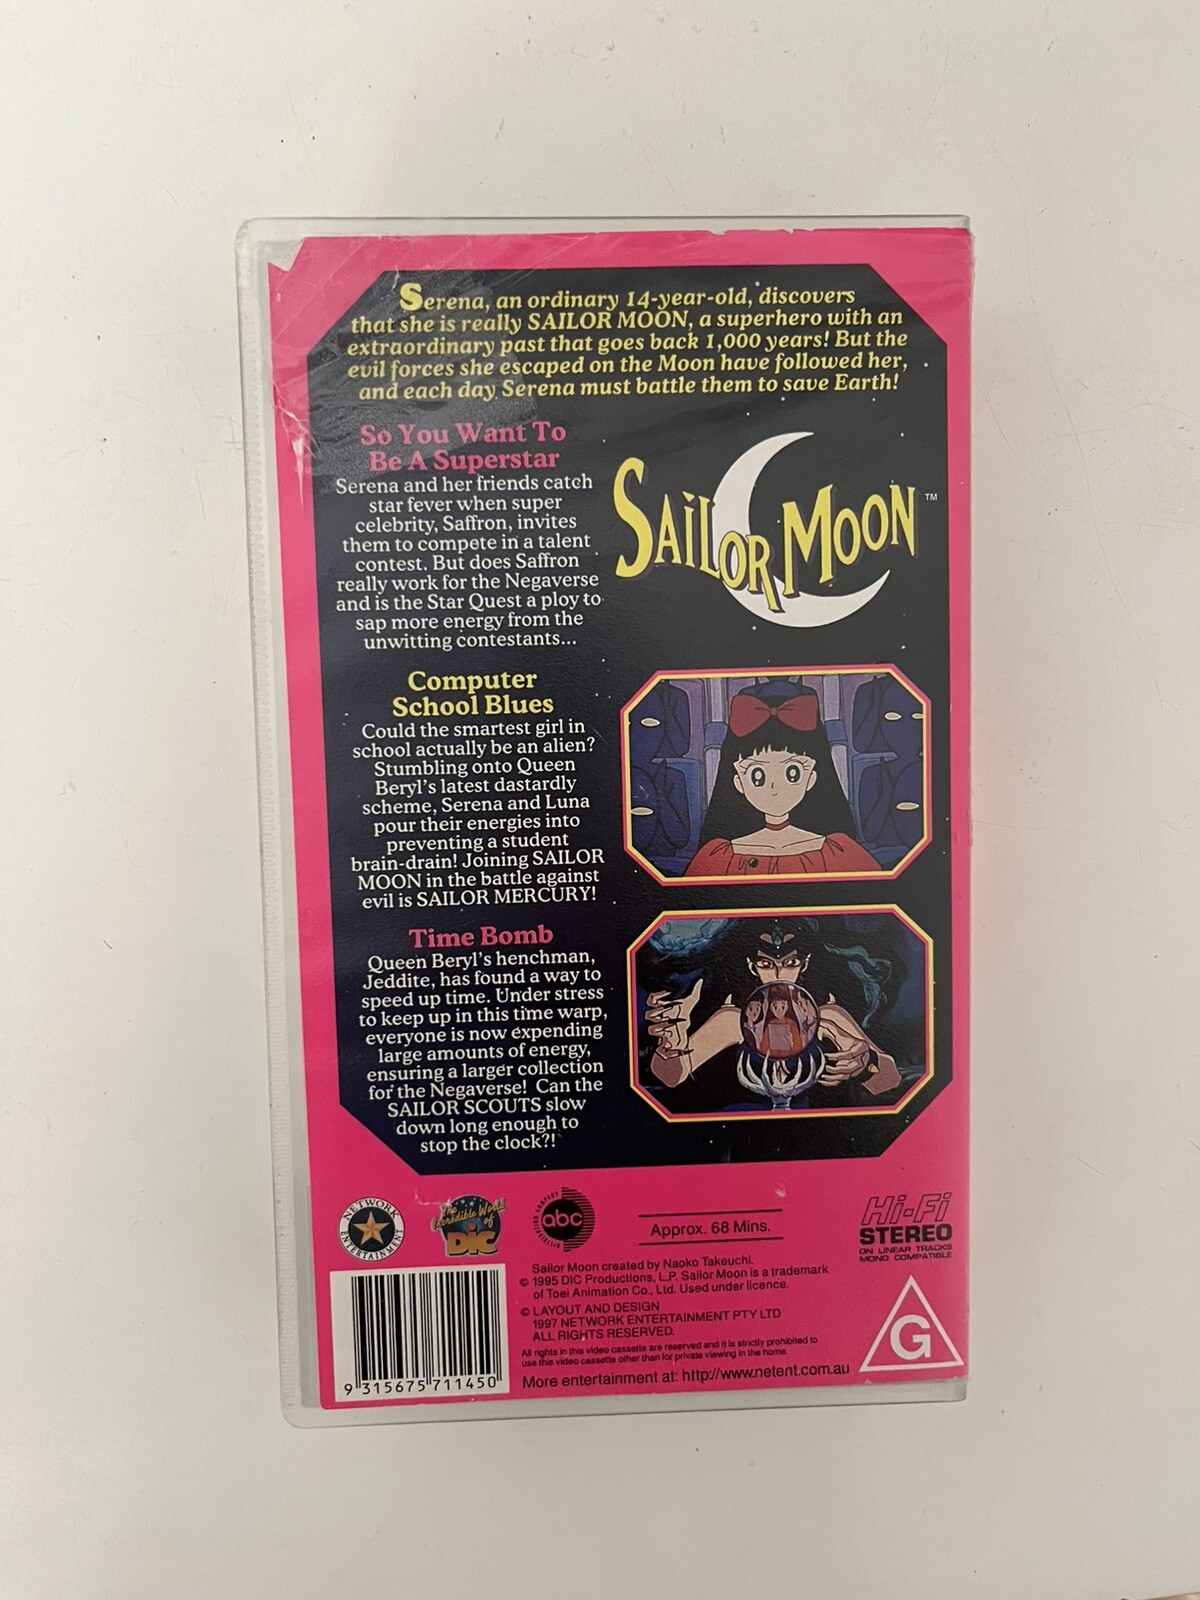 Serena, an ordinary 14-year-old, discovers
that she is really SAILOR MOON, a superhero with an
extraordinary past that goes back 1,000 years! But the
evil forces she escaped on the Moon have followed her,
and each day Serena must battle them to save Earth!
So You Want To
Be A Superstar
Serena and her friends catch
star fever when super
celebrity, Saffron, invites
them to compete in a talent
contest. But does Saffron
really work for the Negaverse
and is the Star Quest a ploy to
sap more energy from the
unwitting contestants...
SAILOR MOON™
Computer
School Blues
Could the smartest girl in
school actually be an alien?
Stumbling onto Queen
Beryl's latest dastardly
scheme, Serena and Luna
pour their energies into
preventing a student
brain-drain! Joining SAILOR
MOON in the battle against
evil is SAILOR MERCURY!
Time Bomb
Queen Beryl's henchman,
Jeddite, has found a way to
speed up time. Under stress
to keep up in this time warp,
everyone is now expending
large amounts of energy,
ensuring a larger collection
for the Negaverse! Can the
SAILOR SCOUTS slow
down long enough to
stop the clock?!
NETWORK
ENTERTAINMENT
The
Incredible World
of
DIC
abc
DISTRIBUTION COMPANY
Approx. 68 Mins.
Hi-Fi
STEREO
ON LINEAR TRACKS
MONO COMPATIBLE
Sailor Moon created by Naoko Takeuchi.
© 1995 DIC Productions, L.P. Sailor Moon is a trademark
of Toei Animation Co., Ltd. Used under licence.
© LAYOUT AND DESIGN
1997 NETWORK ENTERTAINMENT PTY LTD
ALL RIGHTS RESERVED.
All rights in this video cassette are reserved and it is strictly prohibited to
use this video cassette other than for private viewing in the home.
More entertainment at: http://www.netent.com.au
G
9 315675 711450